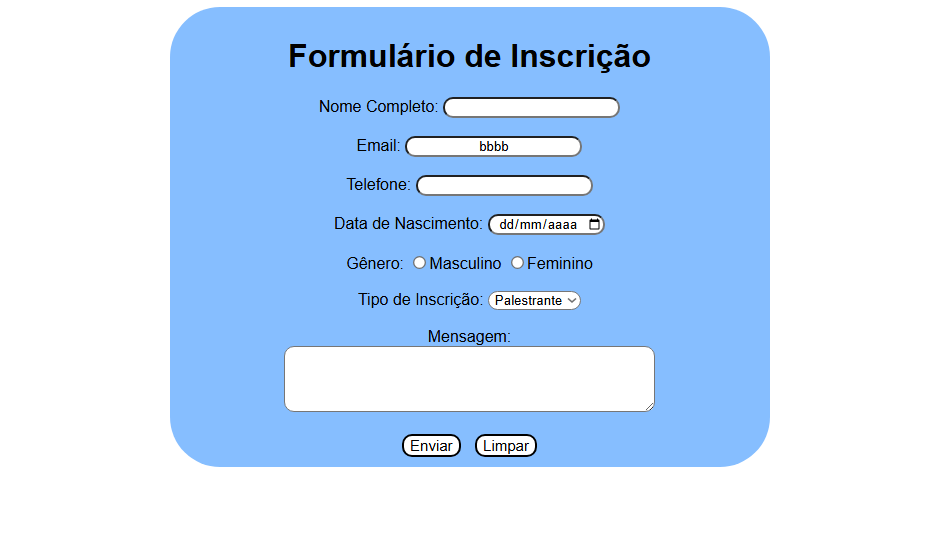 Formulário de Inscrição
Nome Completo:
Email: bbbb
Telefone:
Data de Nascimento: dd/mm/aaaa
Gênero: Masculino Feminino
Tipo de Inscrição: Palestrante
Mensagem:
Enviar Limpar